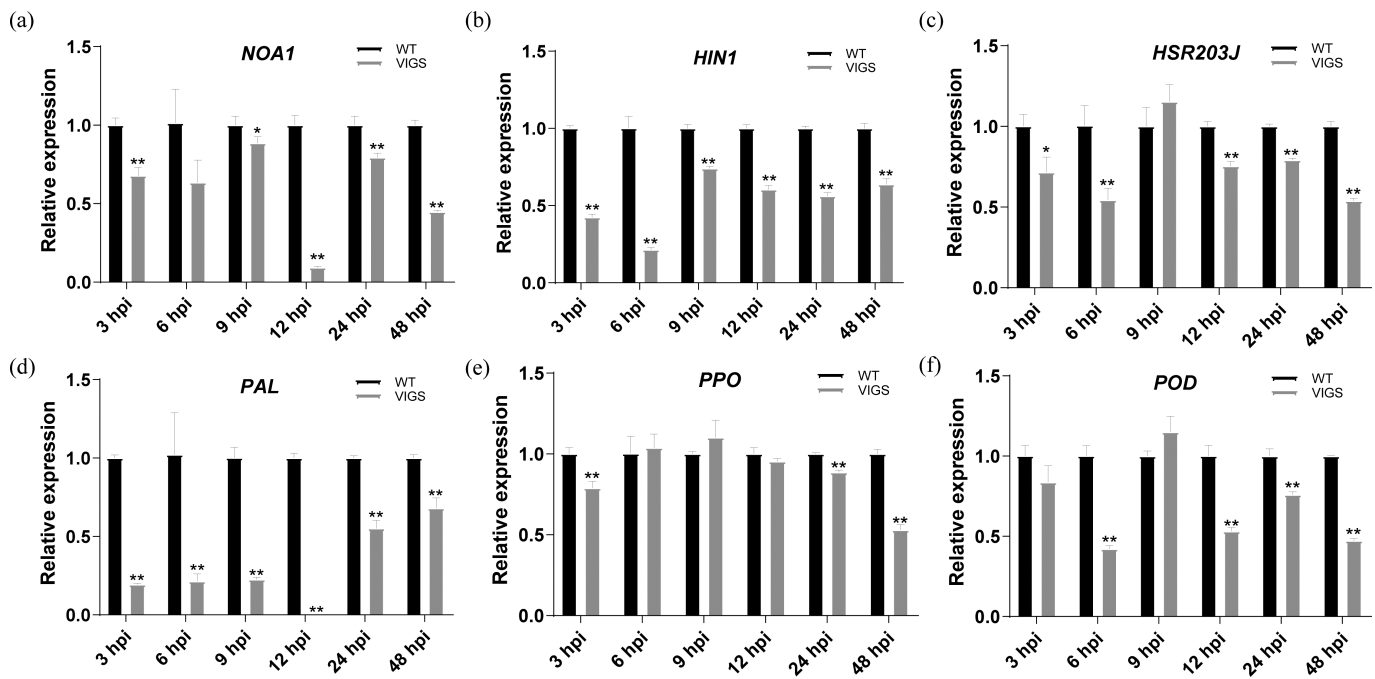 (a)
NOA1
WT
VIGS
Relative expression
1.5
1.0
0.5
0.0
**
*
**
**
**
3 hpi
6 hpi
9 hpi
12 hpi
24 hpi
48 hpi
(b)
HIN1
WT
VIGS
Relative expression
1.5
1.0
0.5
0.0
**
**
**
**
**
**
3 hpi
6 hpi
9 hpi
12 hpi
24 hpi
48 hpi
(c)
HSR203J
WT
VIGS
Relative expression
1.5
1.0
0.5
0.0
*
**
**
**
**
3 hpi
6 hpi
9 hpi
12 hpi
24 hpi
48 hpi
(d)
PAL
WT
VIGS
Relative expression
1.5
1.0
0.5
0.0
**
**
**
**
**
**
3 hpi
6 hpi
9 hpi
12 hpi
24 hpi
48 hpi
(e)
PPO
WT
VIGS
Relative expression
1.5
1.0
0.5
0.0
**
**
**
3 hpi
6 hpi
9 hpi
12 hpi
24 hpi
48 hpi
(f)
POD
WT
VIGS
Relative expression
1.5
1.0
0.5
0.0
**
**
**
**
3 hpi
6 hpi
9 hpi
12 hpi
24 hpi
48 hpi